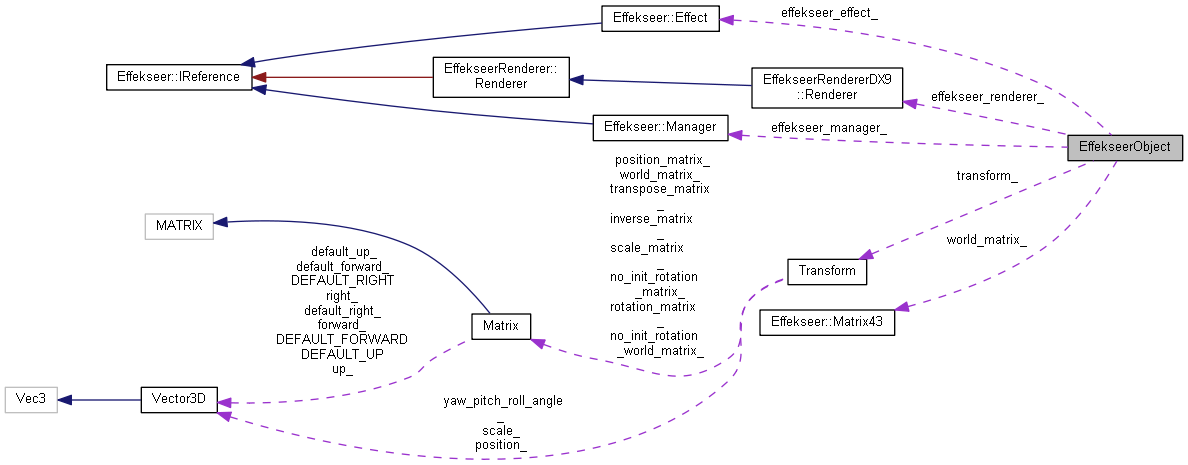 Effekseer::Effect
effekseer_effect_
Effekseer::IReference
EffekseerRenderer::
Renderer
EffekseerRendererDX9
::Renderer
effekseer_renderer_
Effekseer::Manager
effekseer_manager_
EffekseerObject
position_matrix_
world_matrix_
transpose_matrix
_
inverse_matrix
_
scale_matrix
_
no_init_rotation
_matrix_
rotation_matrix
_
no_init_rotation
_world_matrix_
transform_
world_matrix_
MATRIX
default_up_
default_forward_
DEFAULT_RIGHT
right_
default_right_
forward_
DEFAULT_FORWARD
DEFAULT_UP
up_
Transform
Effekseer::Matrix43
Matrix
Vec3
Vector3D
yaw_pitch_roll_angle
_
scale_
position_